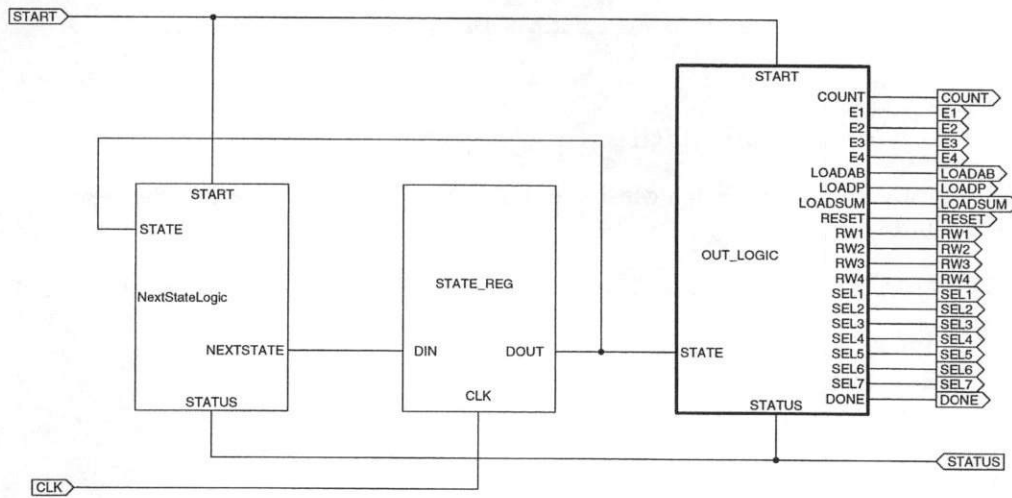 START
START
COUNT COUNT
E1 E1
E2 E2
E3 E3
E4 E4
LOADAB LOADAB
LOADP LOADP
LOADSUM LOADSUM
RESET RESET
RW1 RW1
RW2 RW2
RW3 RW3
RW4 RW4
SEL1 SEL1
SEL2 SEL2
SEL3 SEL3
SEL4 SEL4
SEL5 SEL5
SEL6 SEL6
SEL7 SEL7
DONE DONE
OUT_LOGIC
STATE
STATUS
START
STATE
NextStateLogic
NEXTSTATE
STATUS
STATE_REG
DIN DOUT
CLK
STATUS
CLK